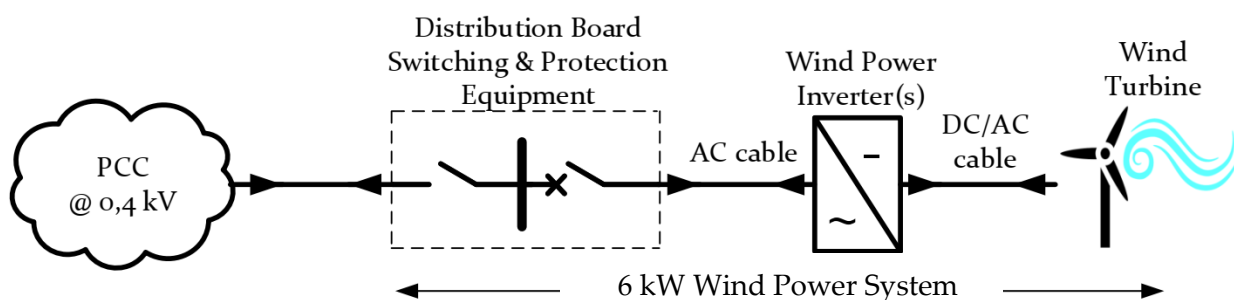 Distribution Board
Switching & Protection
Equipment
Wind Power
Inverter(s)
Wind
Turbine
PCC
@ 0,4 kV
AC cable
DC/AC
cable
-
~
6 kW Wind Power System